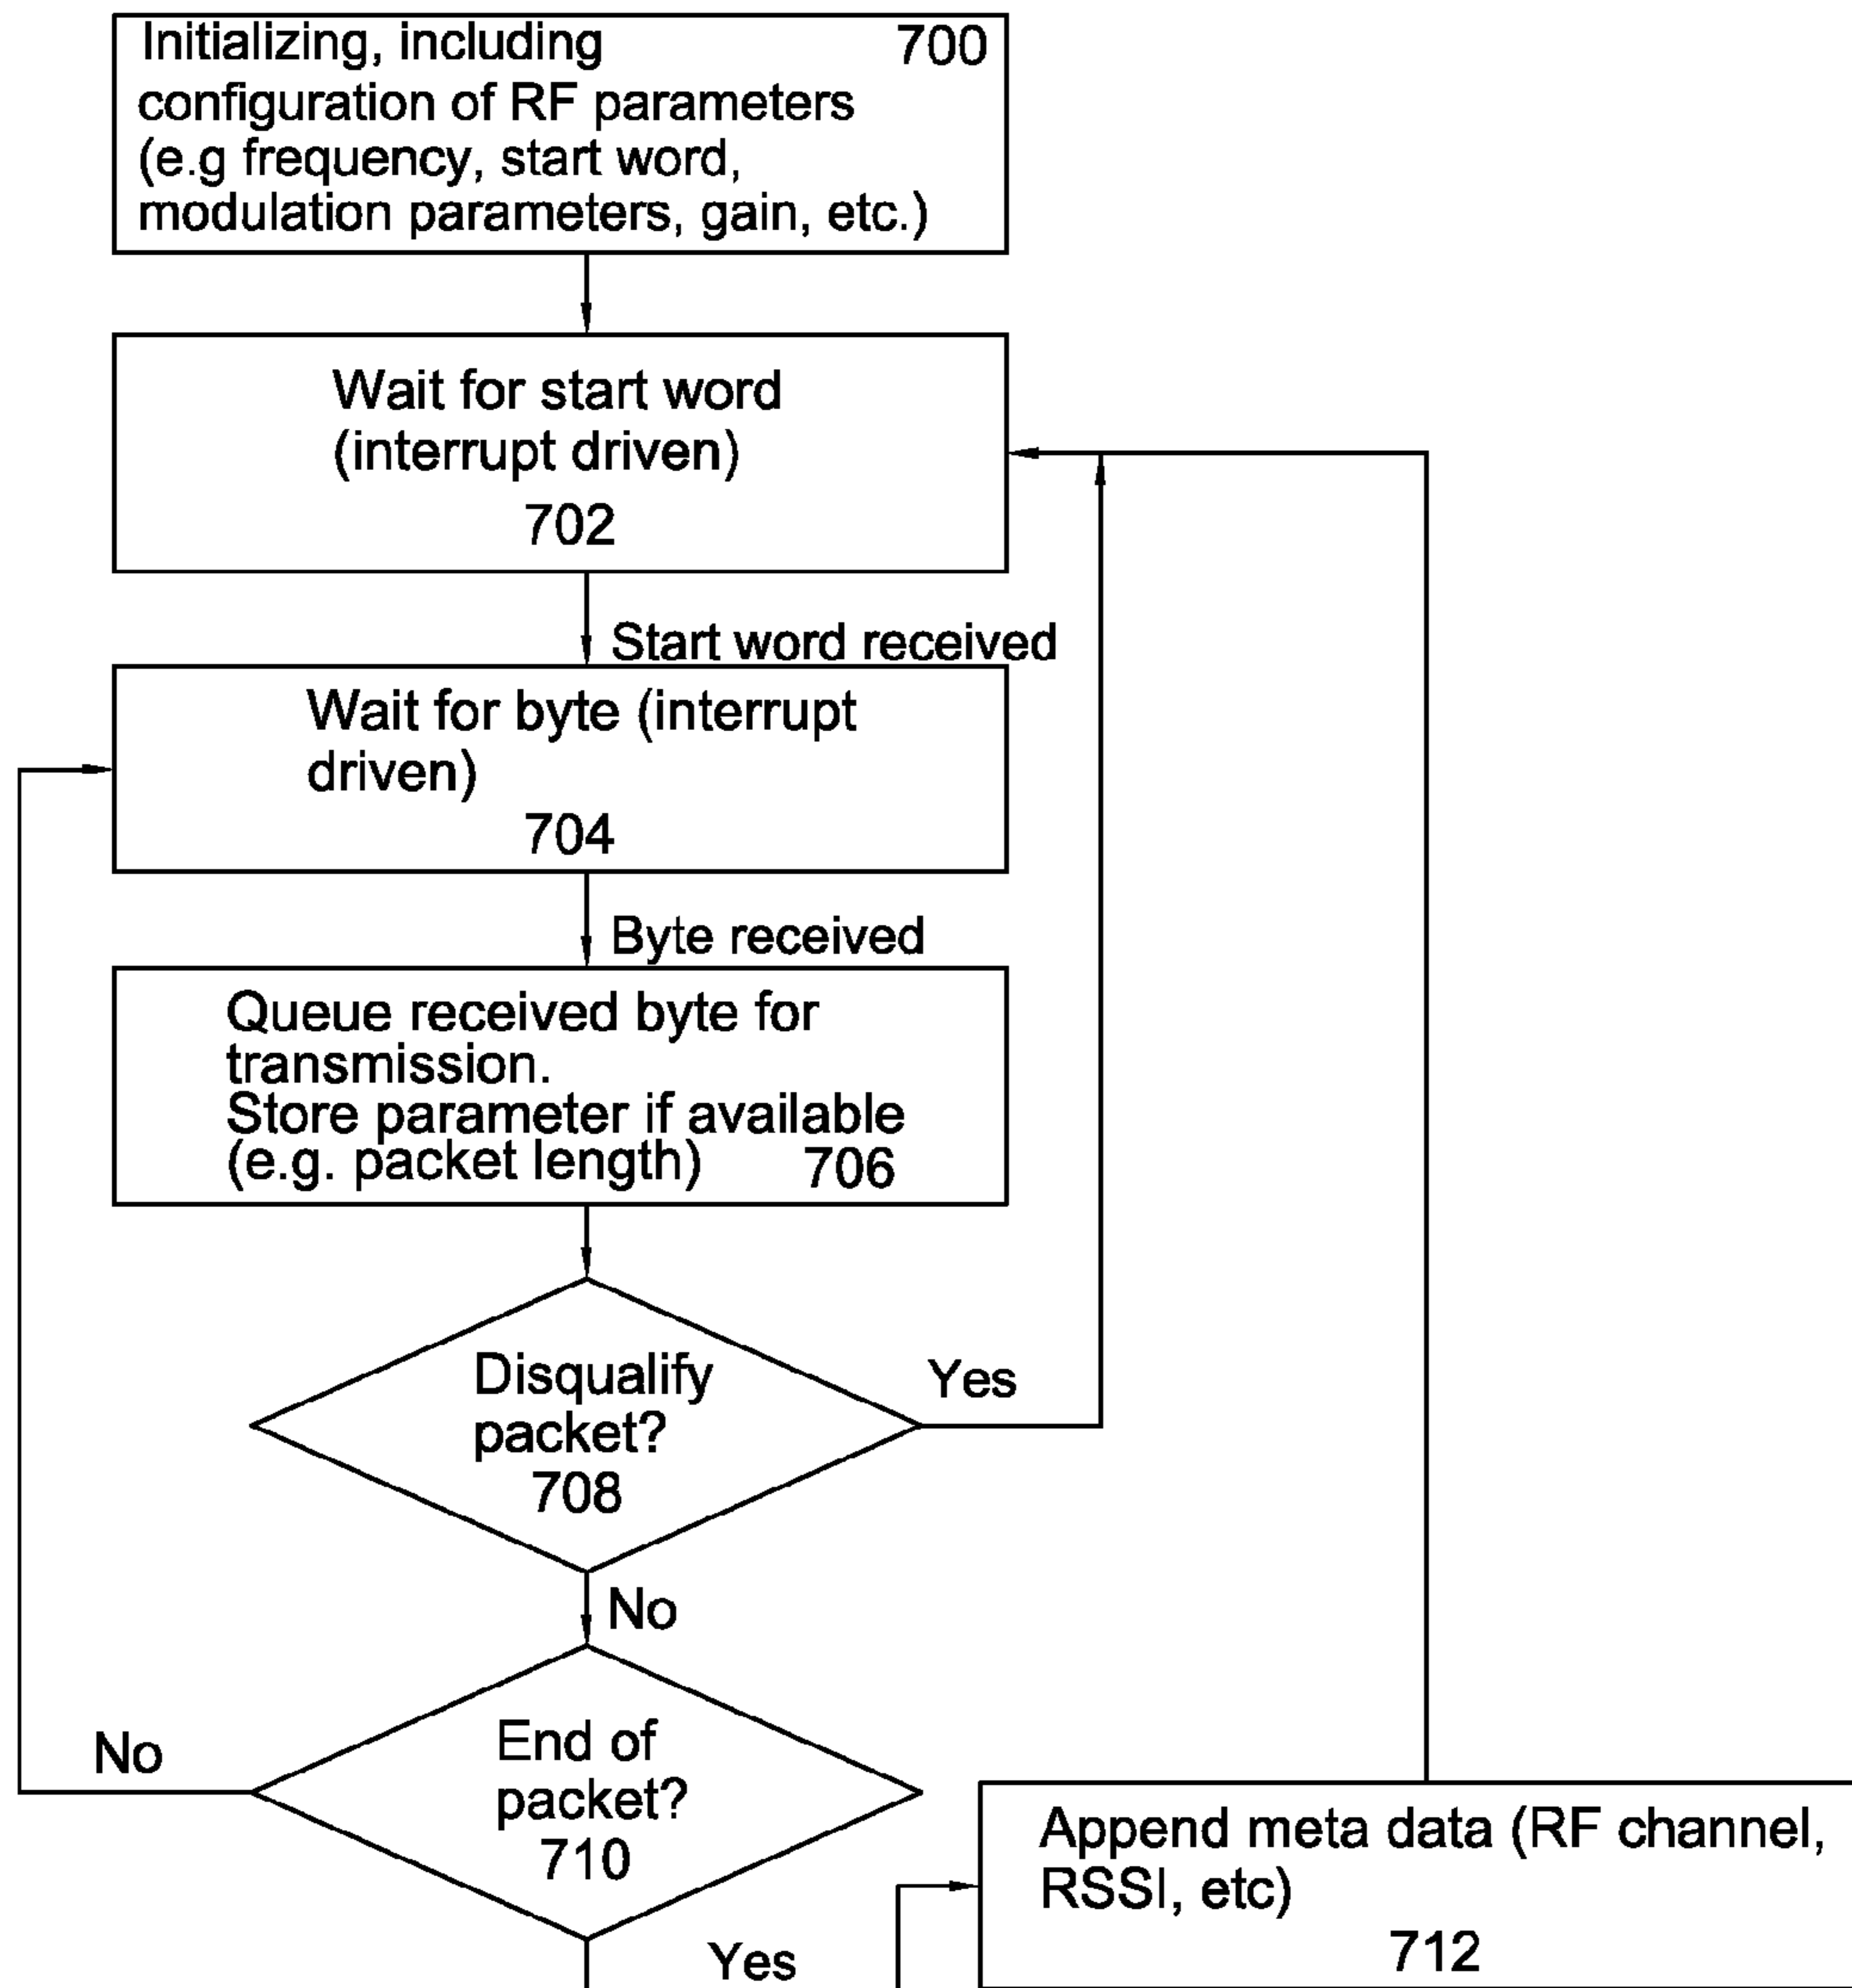 Initializing, including 700
configuration of RF parameters
(e.g frequency, start word,
modulation parameters, gain, etc.)
Wait for start word
(interrupt driven)
702
Start word received
Wait for byte (interrupt
driven)
704
Byte received
Queue received byte for
transmission.
Store parameter if available
(e.g. packet length) 706
Disqualify
packet?
708
Yes
No
End of
packet?
710
No
Yes
Append meta data (RF channel,
RSSI, etc)
712